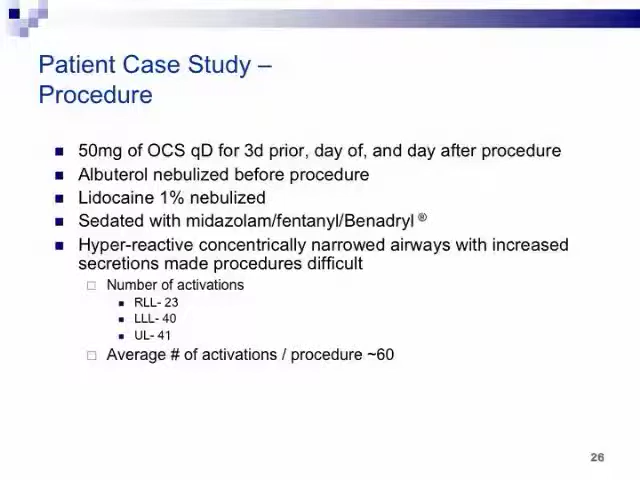 Patient Case Study –
Procedure
50mg of OCS qD for 3d prior, day of, and day after procedure
Albuterol nebulized before procedure
Lidocaine 1% nebulized
Sedated with midazolam/fentanyl/Benadryl ®
Hyper-reactive concentrically narrowed airways with increased
secretions made procedures difficult
Number of activations
RLL- 23
LLL- 40
UL- 41
Average # of activations / procedure ~60
26